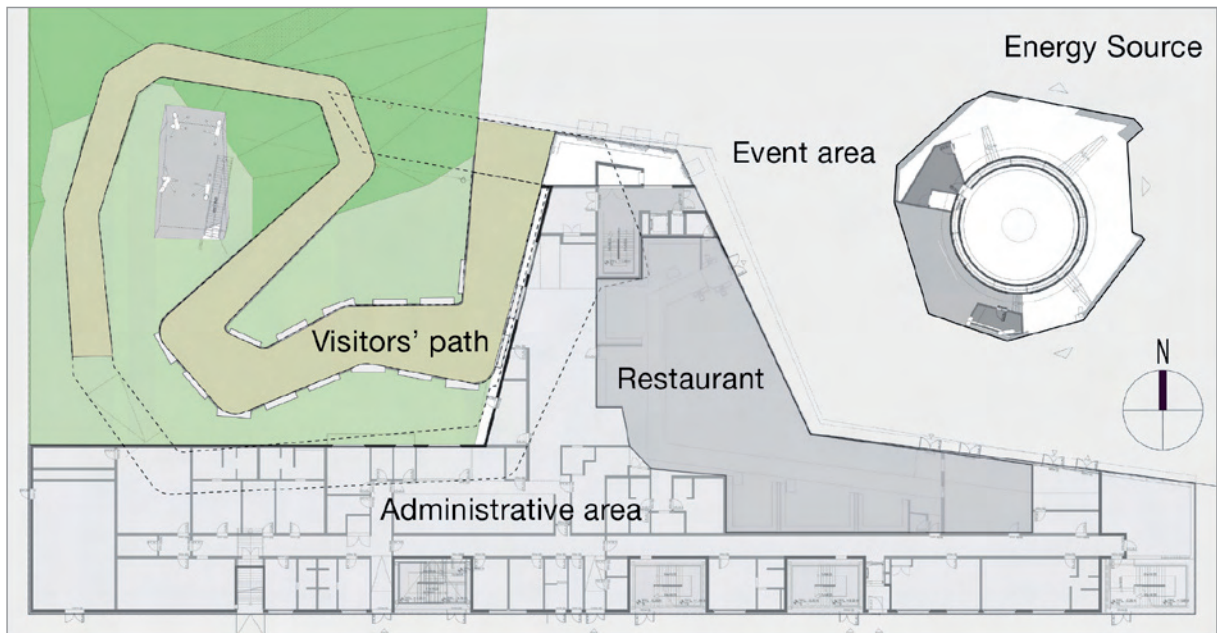 Energy Source
Event area
Visitors' path
Restaurant
N
Administrative area